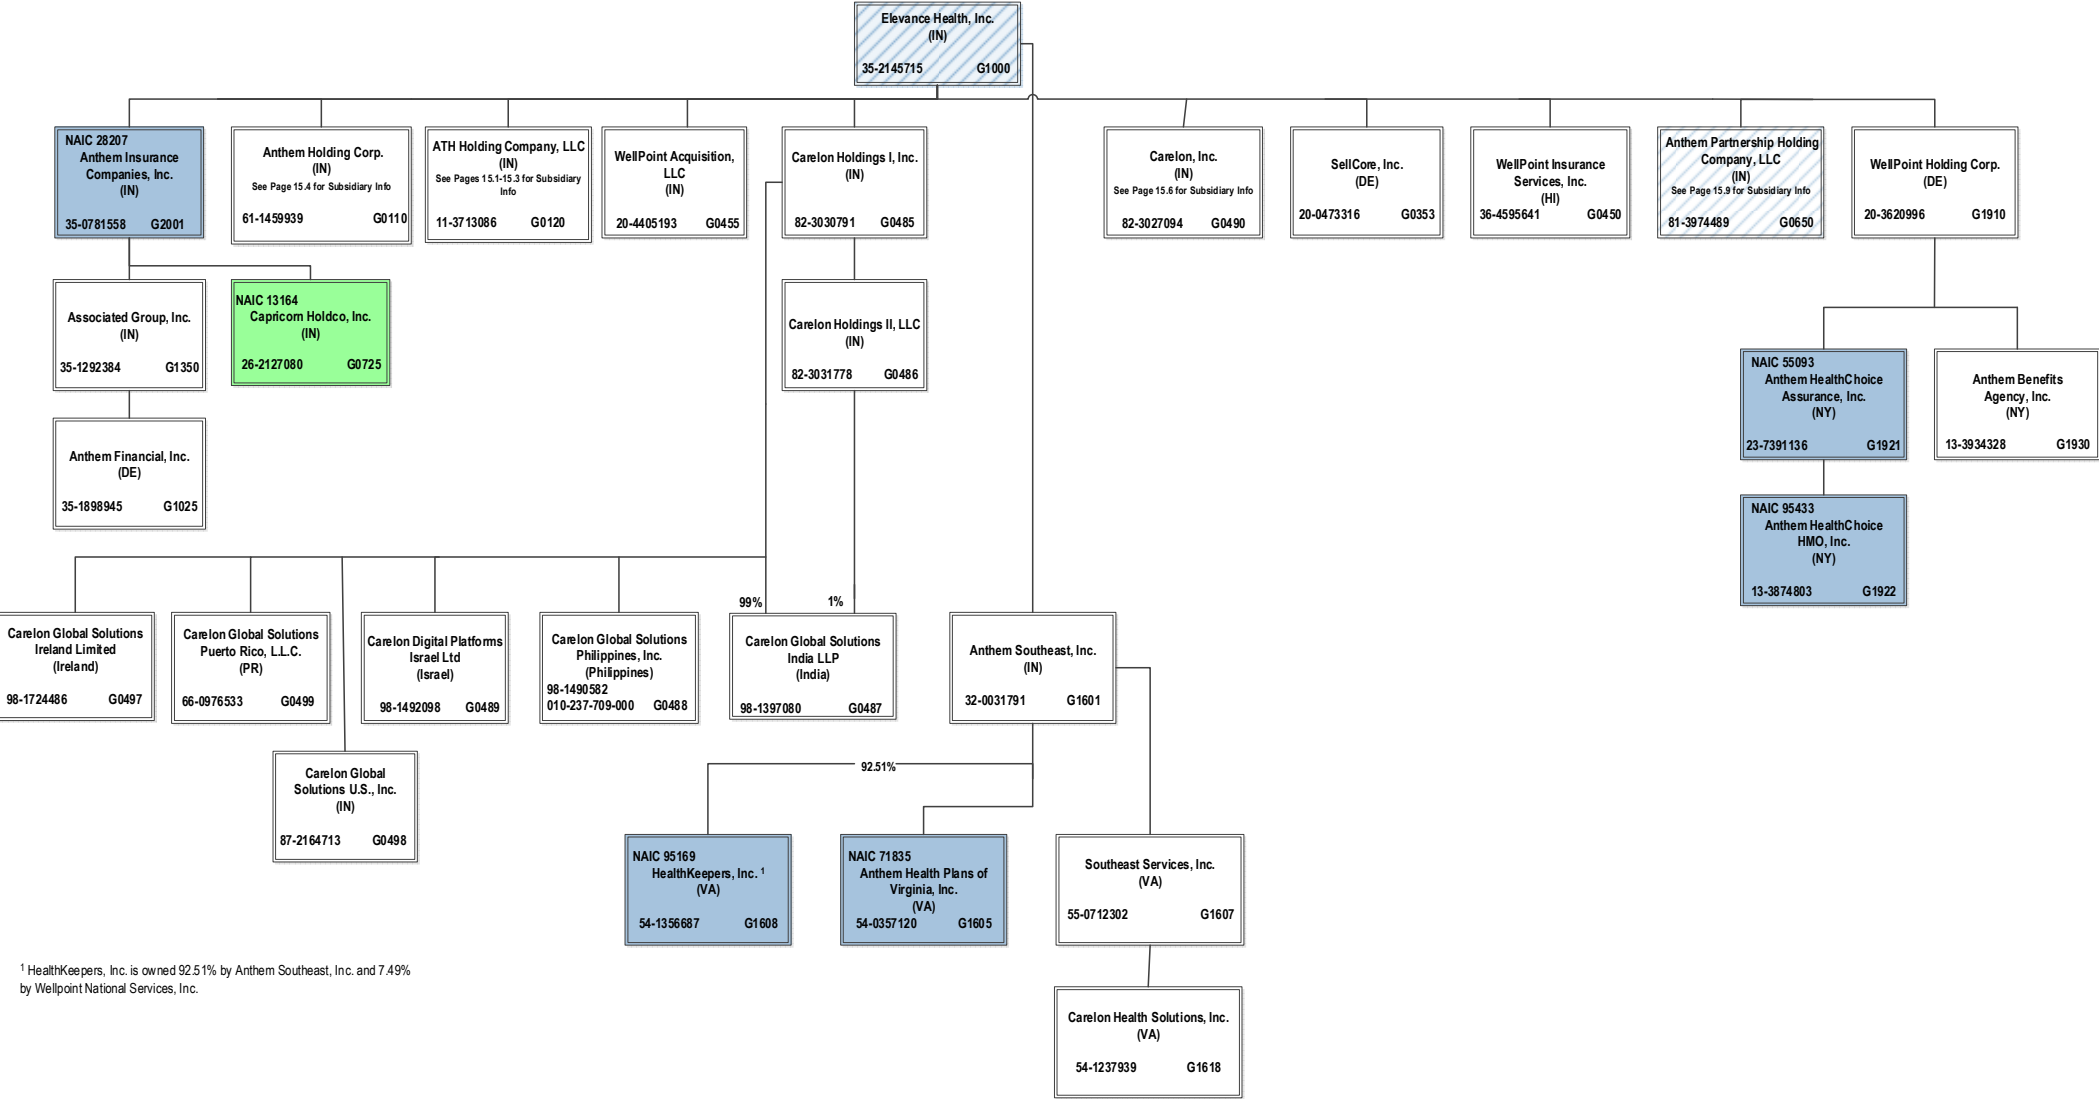 Elevance Health, Inc.
(IN)
35-2145715 G1000
NAIC 28207
Anthem Insurance
Companies, Inc.
(IN)
35-0781558 G2001
Anthem Holding Corp.
(IN)
See Page 15.4 for Subsidiary Info
61-1459939 G0110
ATH Holding Company, LLC
(IN)
See Pages 15.1-15.3 for Subsidiary
Info
11-3713086 G0120
WellPoint Acquisition,
LLC
(IN)
20-4405193 G0455
Carelon Holdings I, Inc.
(IN)
82-3030791 G0485
Carelon, Inc.
(IN)
See Page 15.6 for Subsidiary Info
82-3027094 G0490
SellCore, Inc.
(DE)
20-0473316 G0353
WellPoint Insurance
Services, Inc.
(HI)
36-4595641 G0450
Anthem Partnership Holding
Company, LLC
(IN)
See Page 15.9 for Subsidiary Info
81-3974489 G0650
WellPoint Holding Corp.
(DE)
20-3620996 G1910
Associated Group, Inc.
(IN)
35-1292384 G1350
NAIC 13164
Capricorn Holdco, Inc.
(IN)
26-2127080 G0725
Carelon Holdings II, LLC
(IN)
82-3031778 G0486
NAIC 55093
Anthem HealthChoice
Assurance, Inc.
(NY)
23-7391136 G1921
Anthem Benefits
Agency, Inc.
(NY)
13-3934328 G1930
Anthem Financial, Inc.
(DE)
35-1898945 G1025
NAIC 95433
Anthem HealthChoice
HMO, Inc.
(NY)
13-3874803 G1922
99% 1%
Carelon Global Solutions
Ireland Limited
(Ireland)
98-1724486 G0497
Carelon Global Solutions
Puerto Rico, L.L.C.
(PR)
66-0976533 G0499
Carelon Digital Platforms
Israel Ltd
(Israel)
98-1492098 G0489
Carelon Global Solutions
Philippines, Inc.
(Philippines)
98-1490582
010-237-709-000 G0488
Carelon Global Solutions
India LLP
(India)
98-1397080 G0487
Anthem Southeast, Inc.
(IN)
32-0031791 G1601
Carelon Global
Solutions U.S., Inc.
(IN)
87-2164713 G0498
92.51%
NAIC 95169
HealthKeepers, Inc. 1
(VA)
54-1356687 G1608
NAIC 71835
Anthem Health Plans of
Virginia, Inc.
(VA)
54-0357120 G1605
Southeast Services, Inc.
(VA)
55-0712302 G1607
1 HealthKeepers, Inc. is owned 92.51% by Anthem Southeast, Inc. and 7.49%
by Wellpoint National Services, Inc.
Carelon Health Solutions, Inc.
(VA)
54-1237939 G1618